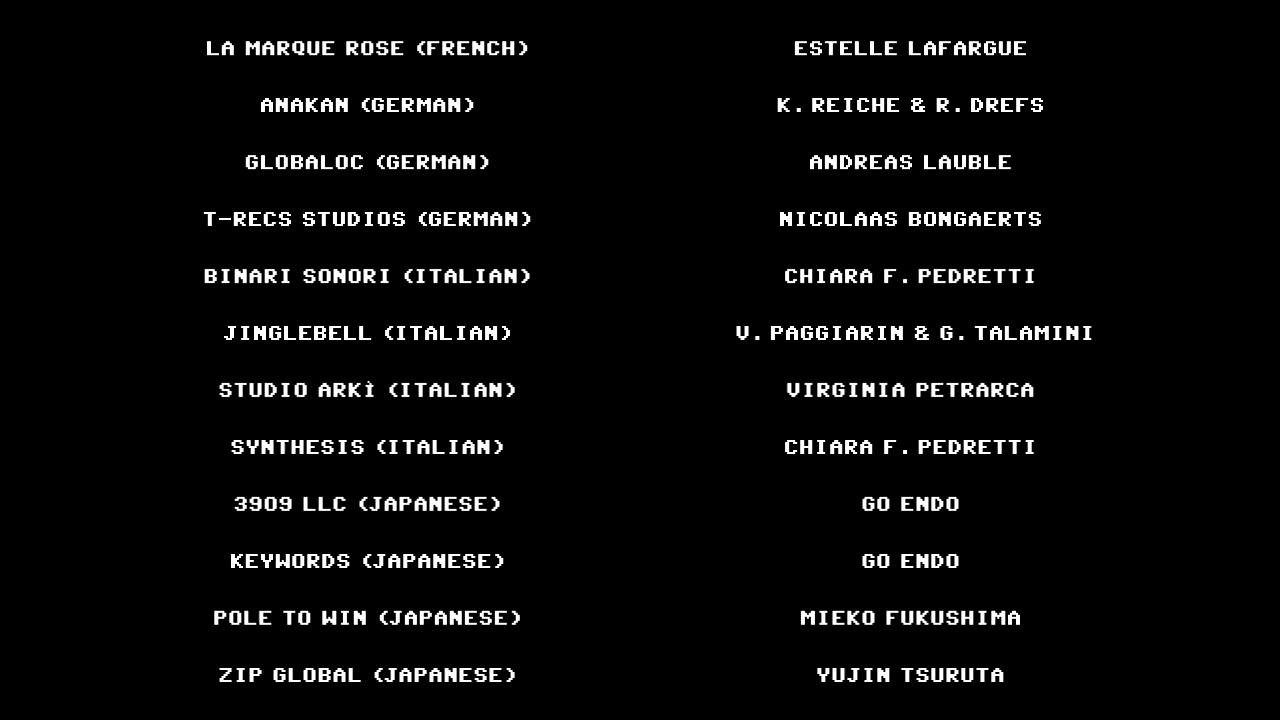 LA MARQUE ROSE (FRENCH) ESTELLE LAFARGUE
ANAKAN (GERMAN) K. REICHE & R. DREFS
GLOBALOC (GERMAN) ANDREAS LAUBLE
T-RECS STUDIOS (GERMAN) NICOLAAS BONGAERTS
BINARI SONORI (ITALIAN) CHIARA F. PEDRETTI
JINGLEBELL (ITALIAN) V. PAGGIARIN & G. TALAMINI
STUDIO ARKÌ (ITALIAN) VIRGINIA PETRARCA
SYNTHESIS (ITALIAN) CHIARA F. PEDRETTI
3909 LLC (JAPANESE) GO ENDO
KEYWORDS (JAPANESE) GO ENDO
POLE TO WIN (JAPANESE) MIEKO FUKUSHIMA
ZIP GLOBAL (JAPANESE) YUJIN TSURUTA